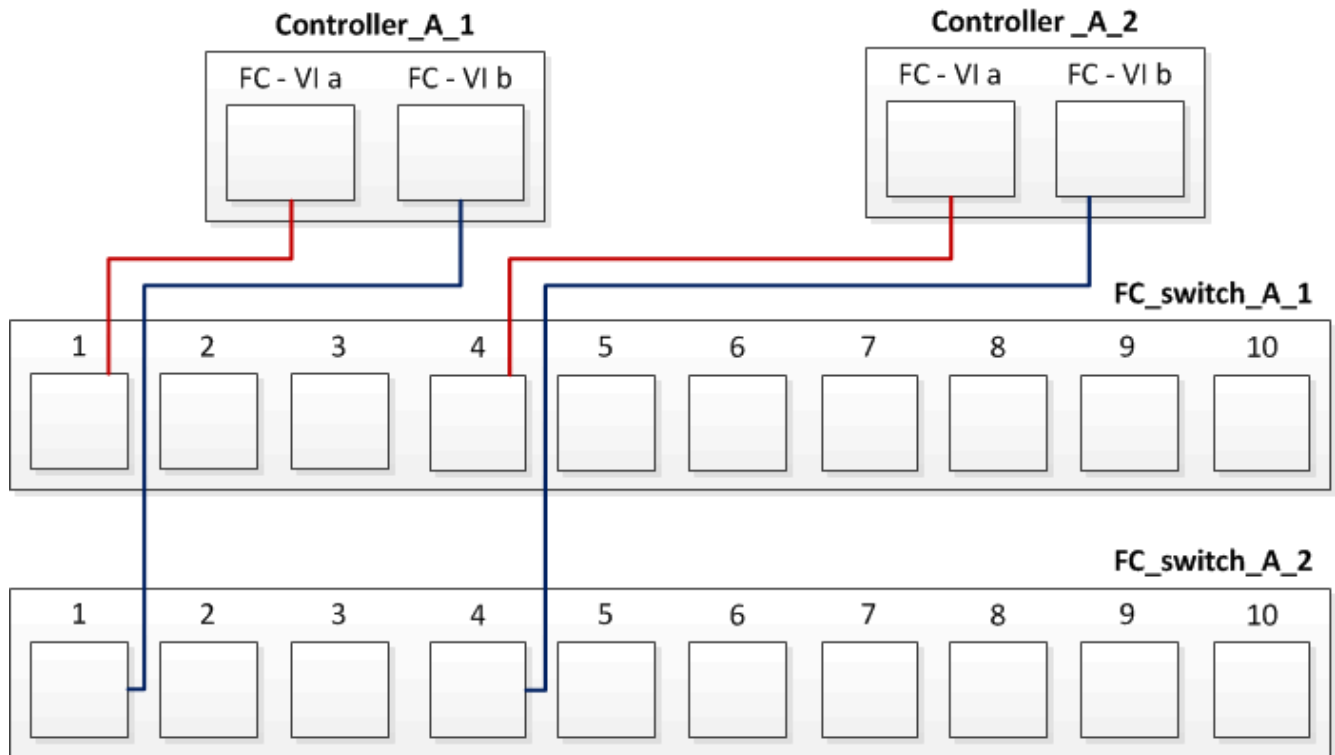 Controller_A_1
Controller _A_2
FC - VI a
FC - VI b
FC - VI a
FC - VI b
FC_switch_A_1
1 2 3 4 5 6 7 8 9 10
FC_switch_A_2
1 2 3 4 5 6 7 8 9 10